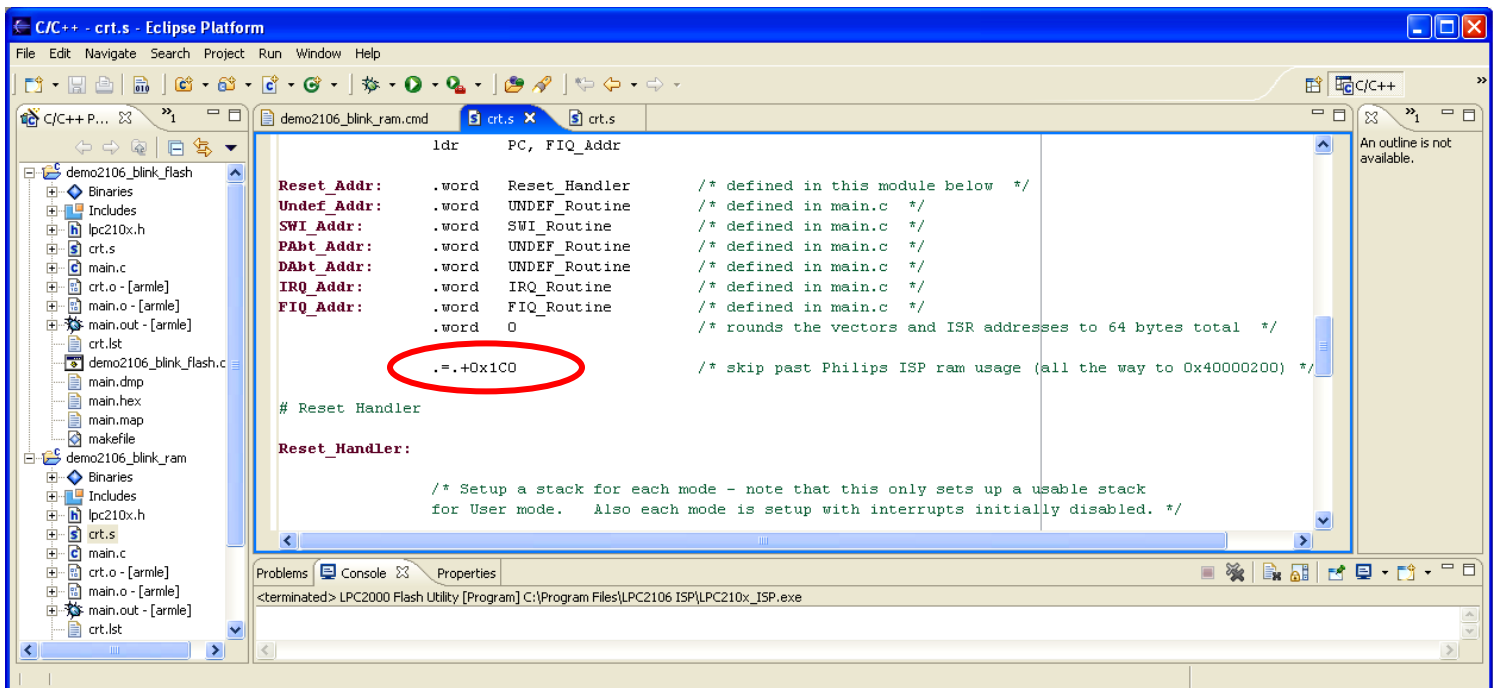 C/C++ - crt.s - Eclipse Platform
File Edit Navigate Search Project Run Window Help
C/C++
»
C/C++ P... »1
demo2106_blink_ram.cmd crt.s crt.s
»1
demo2106_blink_flash
Binaries
Includes
lpc210x.h
crt.s
main.c
crt.o - [armle]
main.o - [armle]
main.out - [armle]
crt.lst
demo2106_blink_flash.c
main.dmp
main.hex
main.map
makefile
demo2106_blink_ram
Binaries
Includes
lpc210x.h
crt.s
main.c
crt.o - [armle]
main.o - [armle]
main.out - [armle]
crt.lst
ldr PC, FIQ_Addr
Reset_Addr: .word Reset_Handler /* defined in this module below */
Undef_Addr: .word UNDEF_Routine /* defined in main.c */
SWI_Addr: .word SWI_Routine /* defined in main.c */
PAbt_Addr: .word UNDEF_Routine /* defined in main.c */
DAbt_Addr: .word UNDEF_Routine /* defined in main.c */
IRQ_Addr: .word IRQ_Routine /* defined in main.c */
FIQ_Addr: .word FIQ_Routine /* defined in main.c */
.word 0 /* rounds the vectors and ISR addresses to 64 bytes total */
.=.+0x1C0 /* skip past Philips ISP ram usage (all the way to 0x40000200) */
# Reset Handler
Reset_Handler:
/* Setup a stack for each mode - note that this only sets up a usable stack
for User mode. Also each mode is setup with interrupts initially disabled. */
An outline is not
available.
Problems Console Properties
<terminated> LPC2000 Flash Utility [Program] C:\Program Files\LPC2106 ISP\LPC210x_ISP.exe